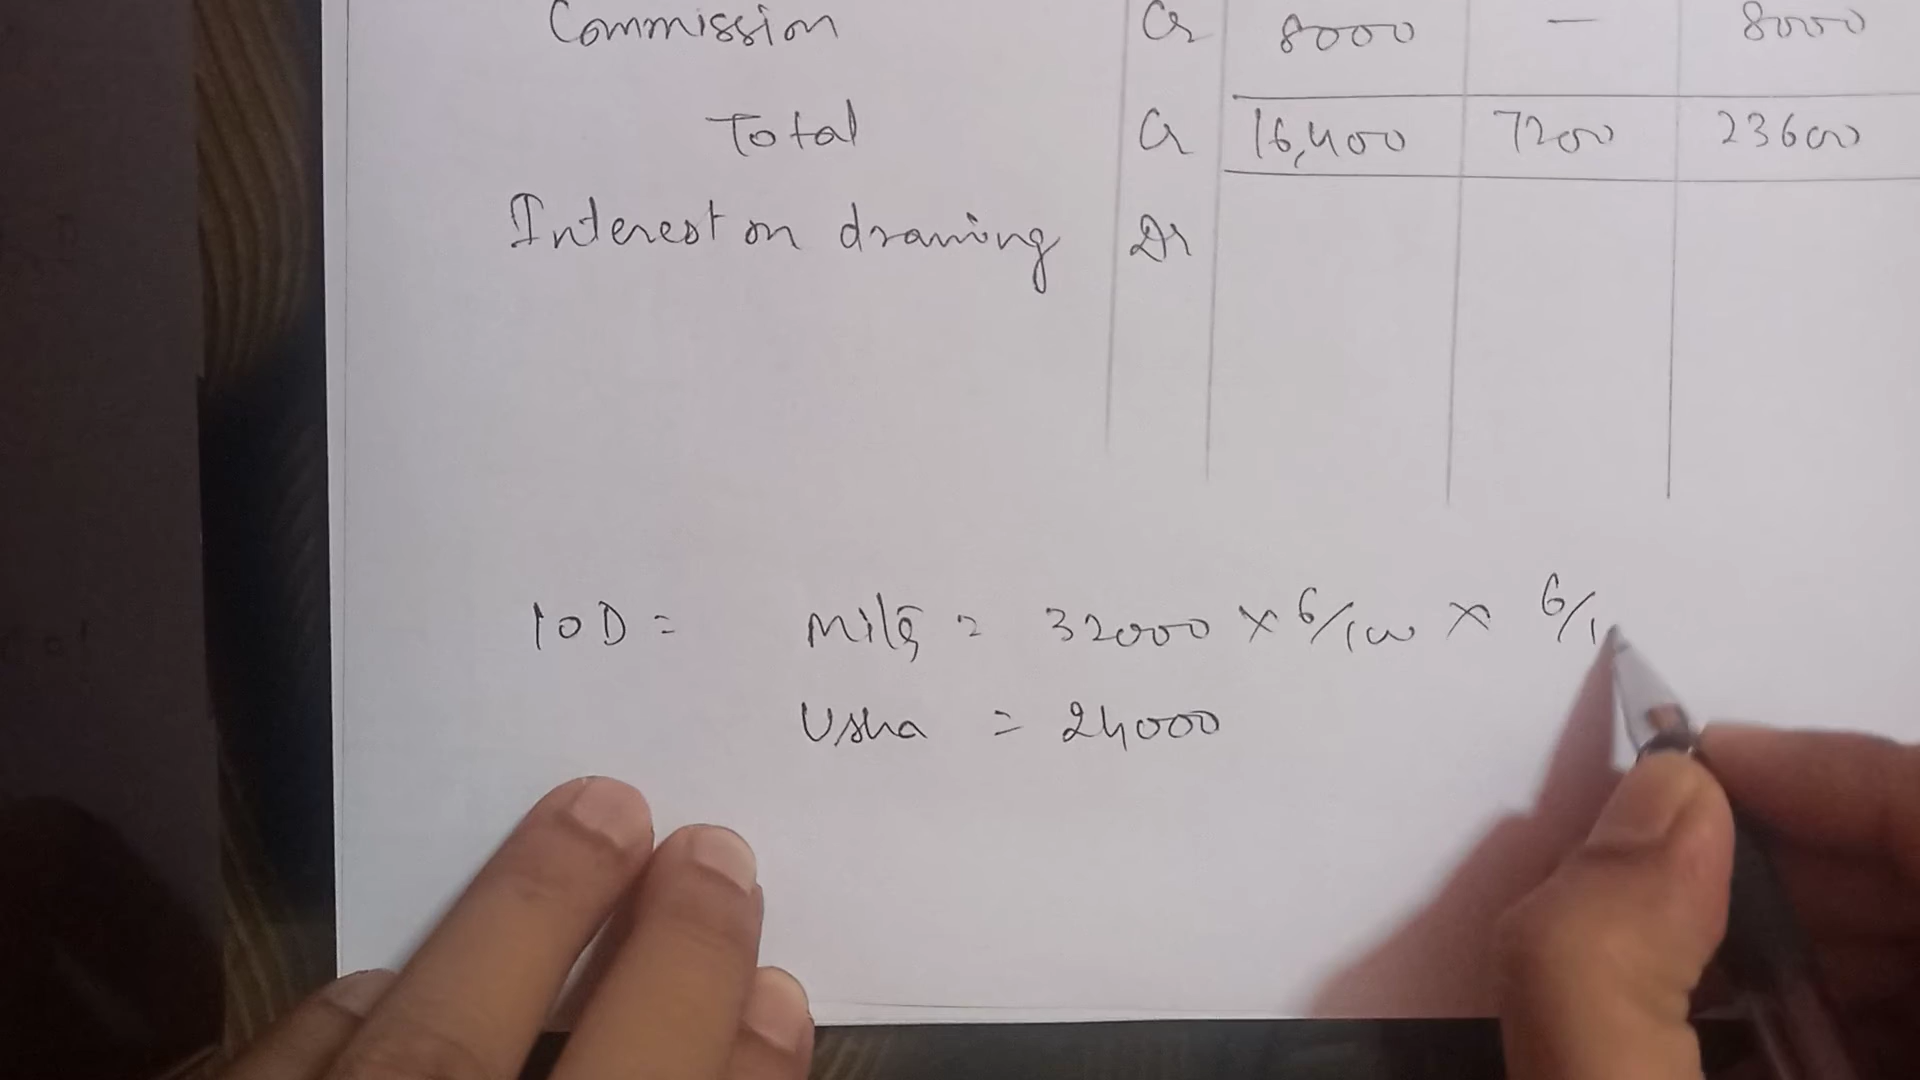 Commission Cr 8000 — 8000
Total Cr 16,400 7200 23600
Interest on drawing Dr
IOD = = 32000 × 6/100 × 6/1
Usha = 24000